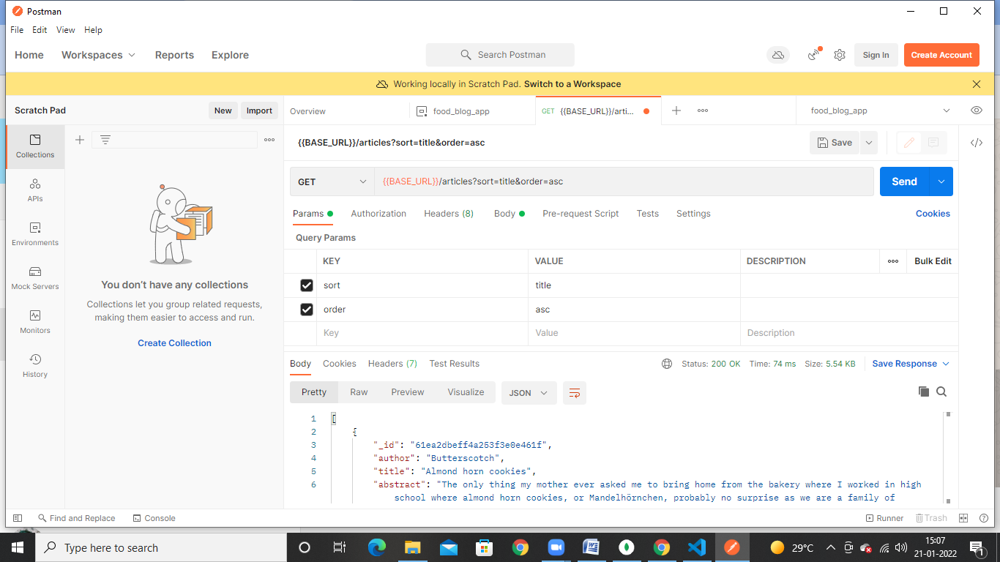 Postman
File Edit View Help
Home Workspaces Reports Explore Search Postman Sign In Create Account
Working locally in Scratch Pad. Switch to a Workspace
Scratch Pad New Import Overview food_blog_app GET {{BASE_URL}}/arti... food_blog_app
{{BASE_URL}}/articles?sort=title&order=asc Save
Collections
APIs
Environments
Mock Servers
Monitors
History
You don't have any collections
Collections let you group related requests,
making them easier to access and run.
Create Collection
GET {{BASE_URL}}/articles?sort=title&order=asc Send
Params Authorization Headers (8) Body Pre-request Script Tests Settings Cookies
Query Params
KEY VALUE DESCRIPTION Bulk Edit
sort title
order asc
Key Value Description
Body Cookies Headers (7) Test Results Status: 200 OK Time: 74 ms Size: 5.54 KB Save Response
Pretty Raw Preview Visualize JSON
1 [
2 {
3 "_id": "61ea2dbeff4a253f3e0e461f",
4 "author": "Butterscotch",
5 "title": "Almond horn cookies",
6 "abstract": "The only thing my mother ever asked me to bring home from the bakery where I worked in high
school where almond horn cookies, or Mandelhörnchen, probably no surprise as we are a family of
Find and Replace Console Runner Trash
Type here to search 29°C 15:07
21-01-2022 1